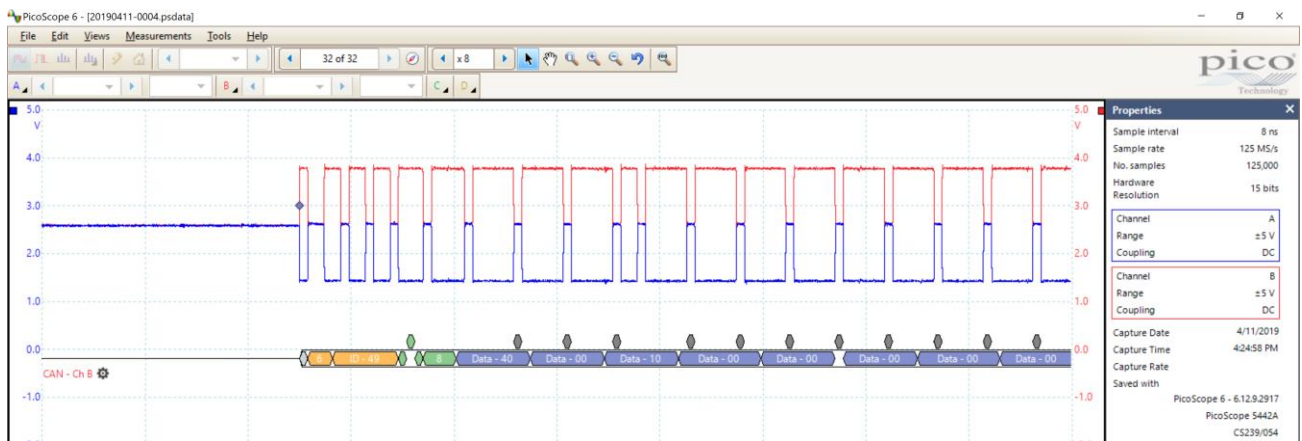 PicoScope 6 - [20190411-0004.psdata]
File Edit Views Measurements Tools Help
32 of 32 x 8
pico
Technology
A B C D
5.0 5.0
V V
4.0 4.0
3.0 3.0
2.0 2.0
1.0 1.0
0.0 0.0
6 ID - 49 8 Data - 40 Data - 00 Data - 10 Data - 00 Data - 00 Data - 00 Data - 00 Data - 00
CAN - Ch B
-1.0 -1.0
Properties
Sample interval 8 ns
Sample rate 125 MS/s
No. samples 125,000
Hardware Resolution 15 bits
Channel A
Range ±5 V
Coupling DC
Channel B
Range ±5 V
Coupling DC
Capture Date 4/11/2019
Capture Time 4:24:58 PM
Capture Rate
Saved with
PicoScope 6 - 6.12.9.2917
PicoScope 5442A
CS239/054